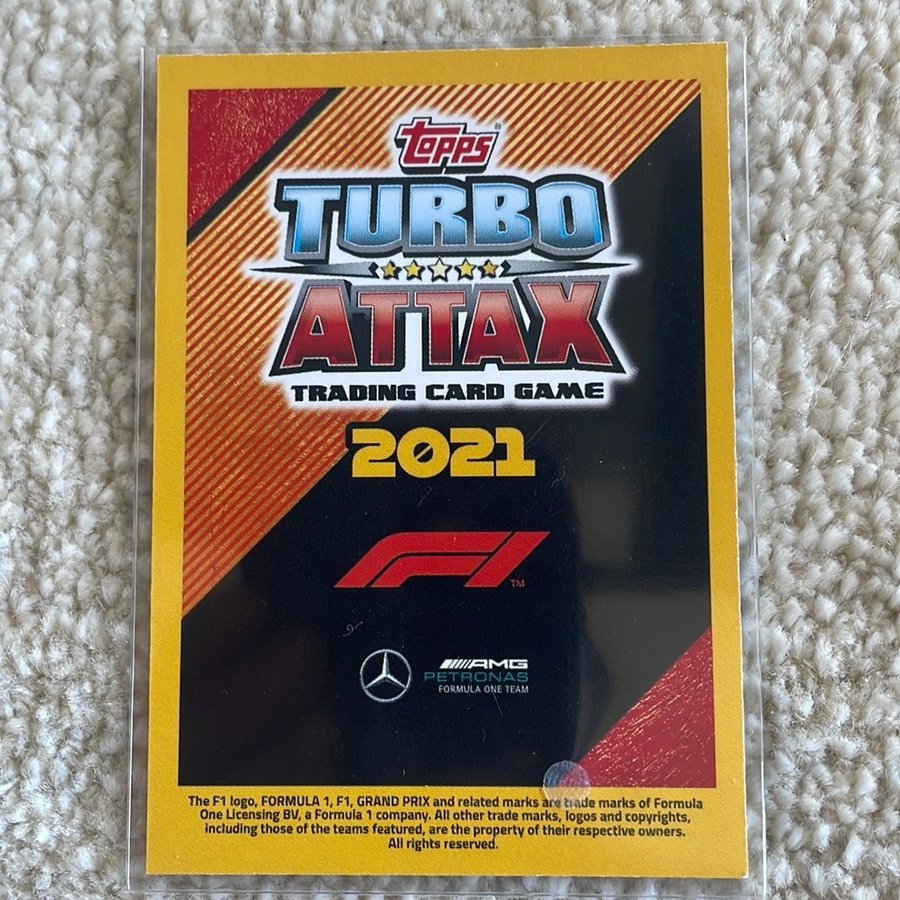 topps®
TURBO
ATTAX
TRADING CARD GAME
2021
F1™
AMG
PETRONAS
FORMULA ONE TEAM
The F1 logo, FORMULA 1, F1, GRAND PRIX and related marks are trade marks of Formula
One Licensing BV, a Formula 1 company. All other trade marks, logos and copyrights,
including those of the teams featured, are the property of their respective owners.
All rights reserved.